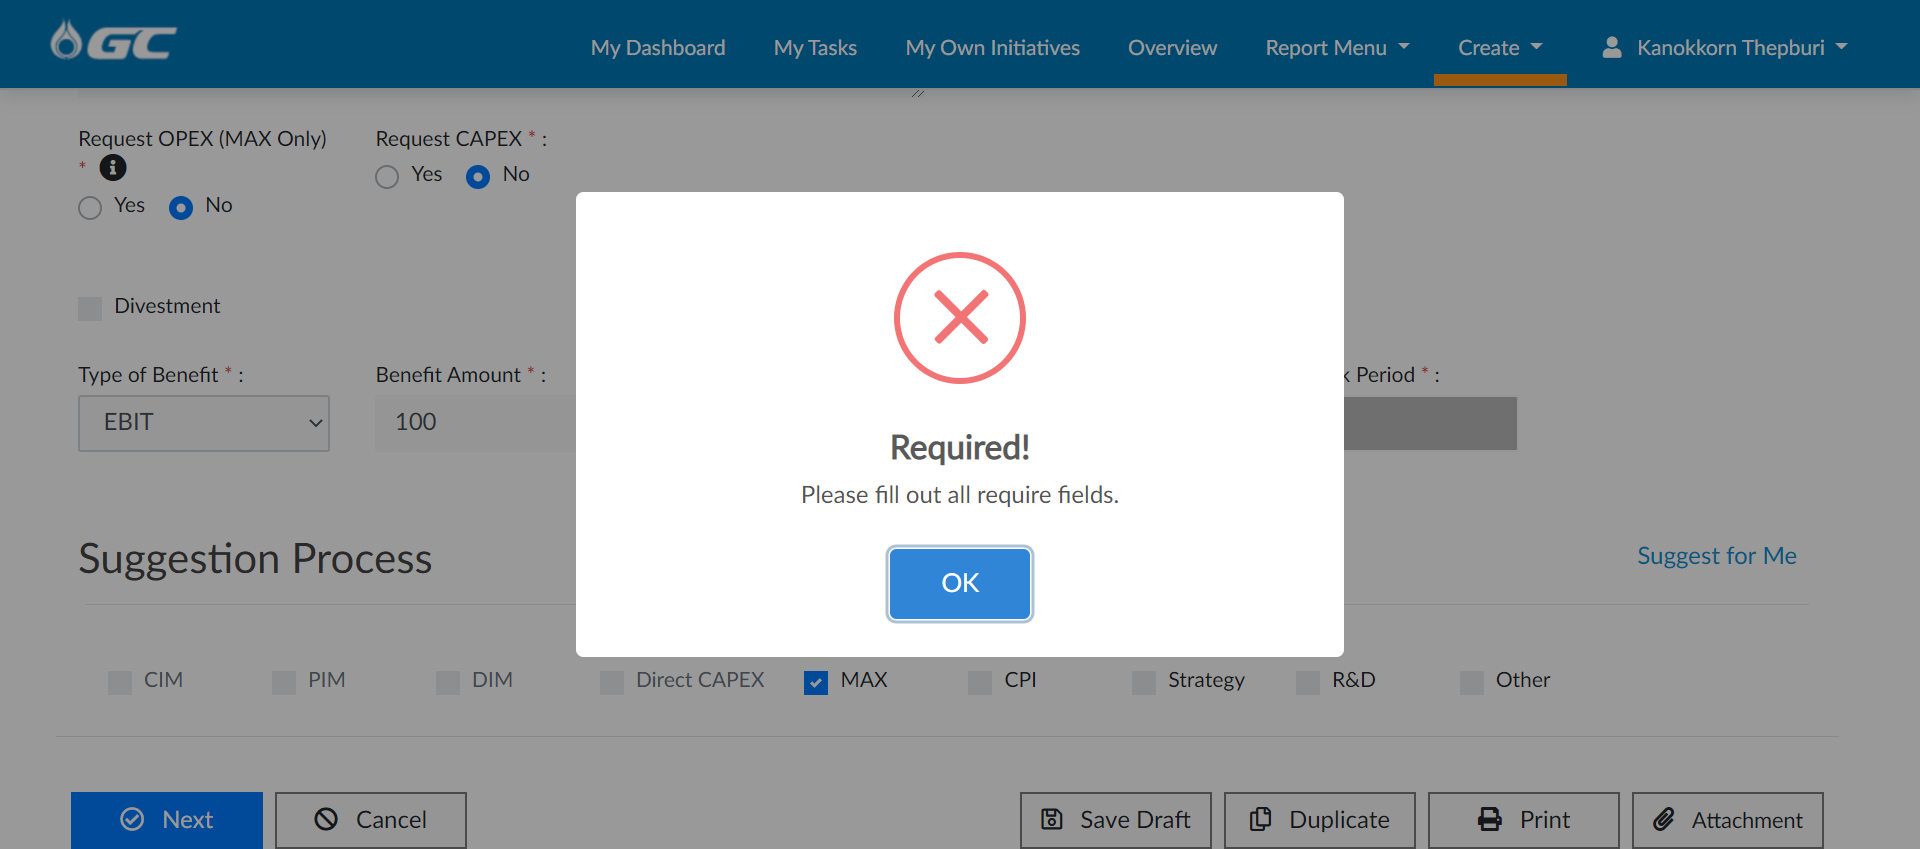 GC
My Dashboard
My Tasks
My Own Initiatives
Overview
Report Menu
Create
Kanokkorn Thepburi
Request OPEX (MAX Only)
*
Yes No
Request CAPEX * :
Yes No
Divestment
Type of Benefit * :
EBIT
Benefit Amount * :
100
Period * :
Required!
Please fill out all require fields.
OK
Suggestion Process
Suggest for Me
CIM PIM DIM Direct CAPEX MAX CPI Strategy R&D Other
Next Cancel Save Draft Duplicate Print Attachment